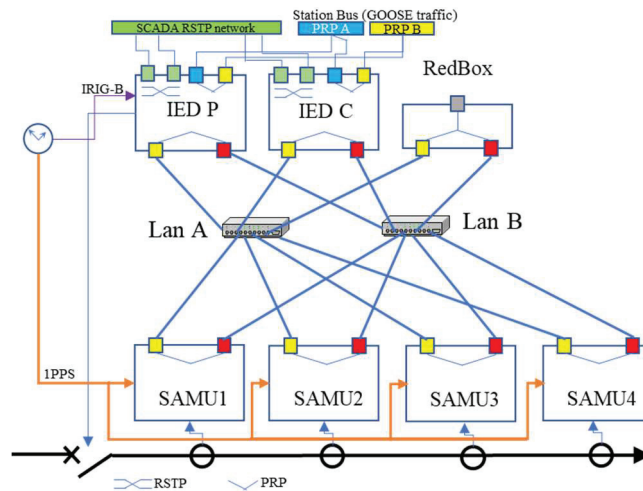 Station Bus (GOOSE traffic)
SCADA RSTP network
PRP A
PRP B
RedBox
IRIG-B
IED P
IED C
Lan A
Lan B
1PPS
SAMU1
SAMU2
SAMU3
SAMU4
RSTP
PRP